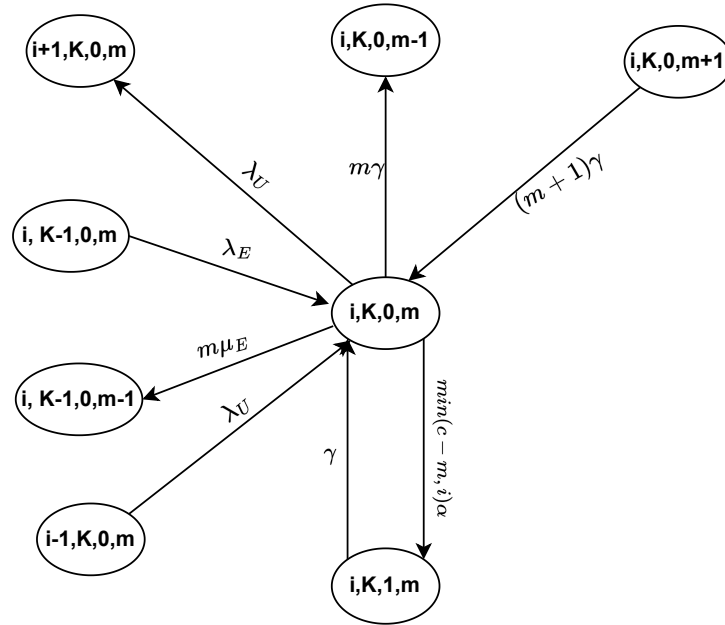 i+1,K,0,m
i,K,0,m-1
i,K,0,m+1
λ_U
mγ
(m + 1)γ
i, K-1,0,m
λ_E
i,K,0,m
mμ_E
i, K-1,0,m-1
λ_U
γ
min(c − m, i)α
i-1,K,0,m
i,K,1,m